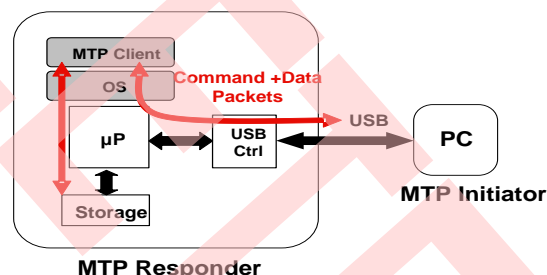 MTP Client
OS
Command +Data
Packets
µP
USB
Ctrl
USB
PC
Storage
MTP Initiator
MTP Responder